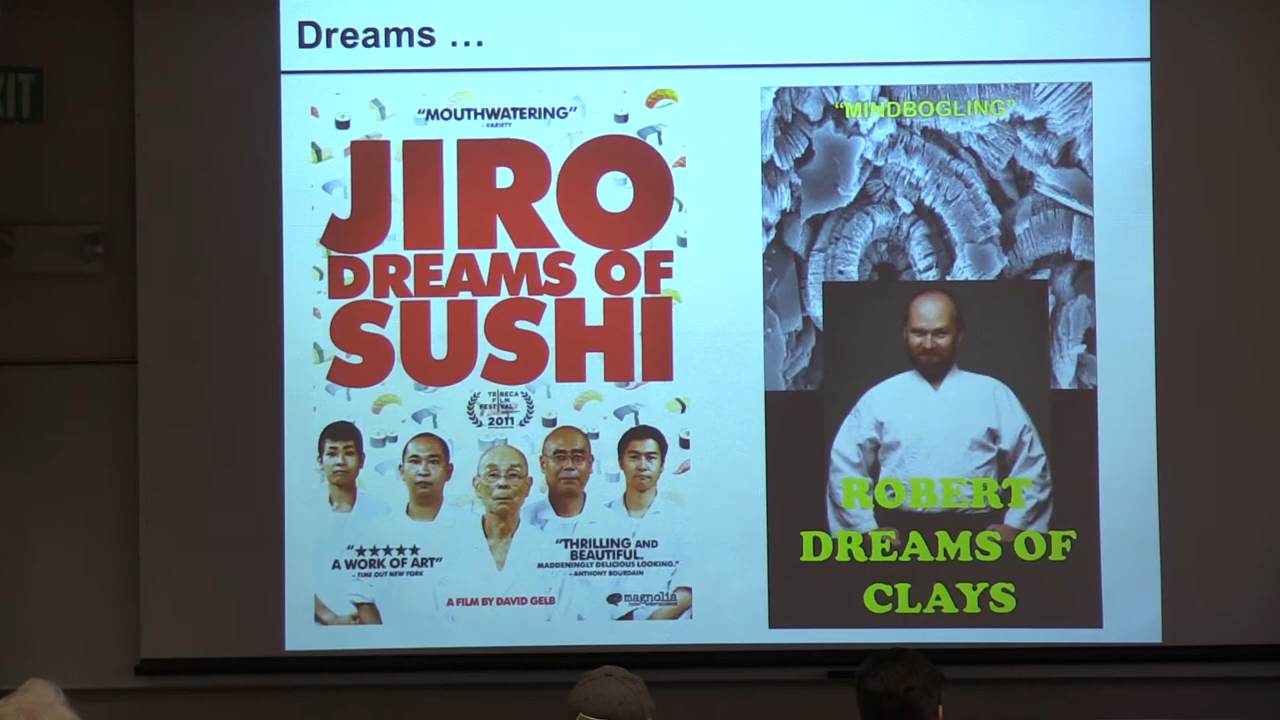 Dreams ...
EXIT
"MOUTHWATERING"
- VARIETY
JIRO
DREAMS OF
SUSHI
TRIBECA
FILM
FESTIVAL
2011
"★★★★★
A WORK OF ART"
- TIME OUT NEW YORK
"THRILLING AND
BEAUTIFUL.
MADDENINGLY DELICIOUS LOOKING."
- ANTHONY BOURDAIN
A FILM BY DAVID GELB
magnolia
"MINDBOGLING"
ROBERT
DREAMS OF
CLAYS